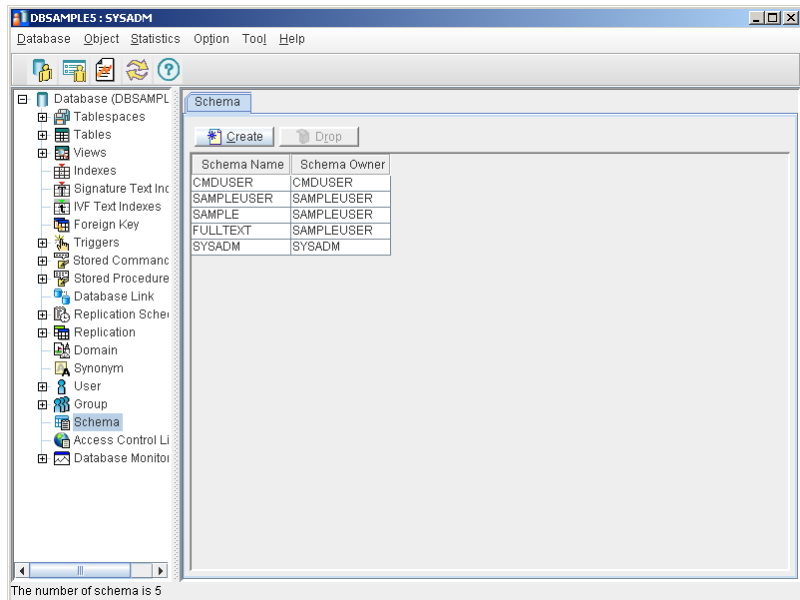 DBSAMPLE5 : SYSADM
Database Object Statistics Option Tool Help
Database (DBSAMPL
Tablespaces
Tables
Views
Indexes
Signature Text Inc
IVF Text Indexes
Foreign Key
Triggers
Stored Commanc
Stored Procedure
Database Link
Replication Schei
Replication
Domain
Synonym
User
Group
Schema
Access Control Li
Database Monitor
Schema
Create Drop
Schema Name Schema Owner
CMDUSER CMDUSER
SAMPLEUSER SAMPLEUSER
SAMPLE SAMPLEUSER
FULLTEXT SAMPLEUSER
SYSADM SYSADM
The number of schema is 5